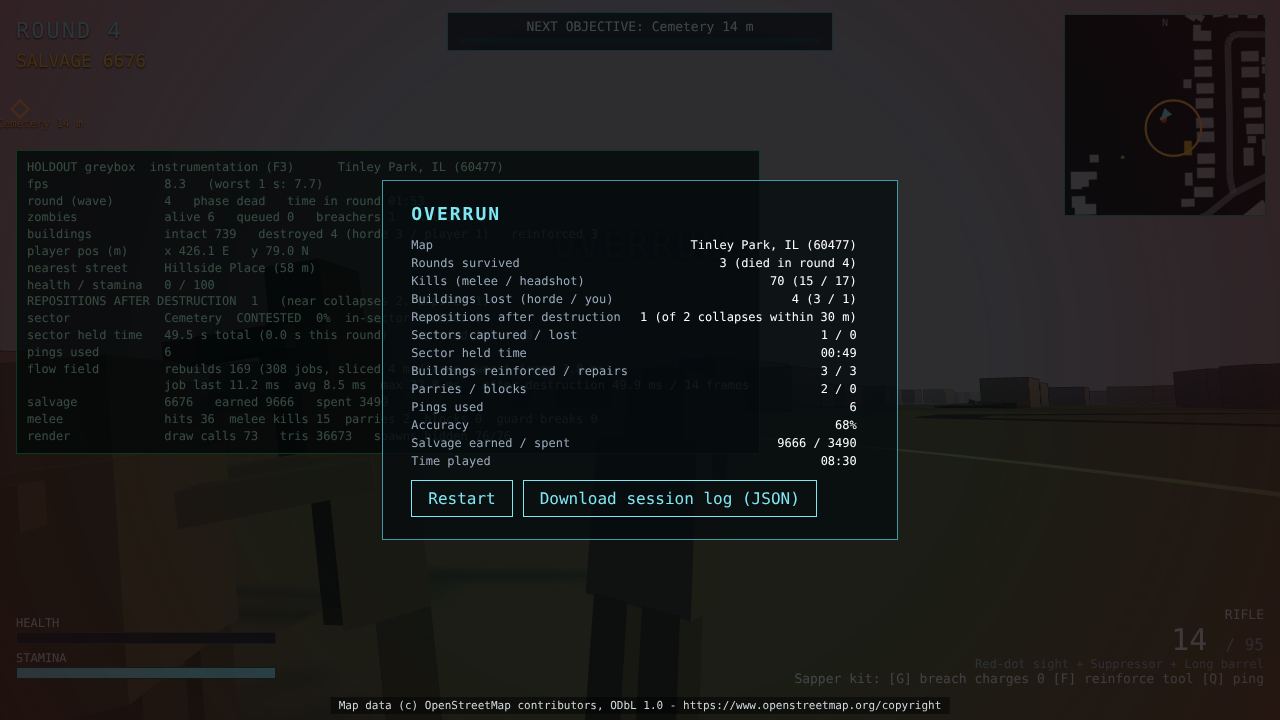 ROUND 4
SALVAGE 6676
NEXT OBJECTIVE: Cemetery 14 m
N
Cemetery 14 m
HOLDOUT greybox instrumentation (F3) Tinley Park, IL (60477)
fps 8.3 (worst 1 s: 7.7)
round (wave) 4 phase dead time in round
zombies alive 6 queued 0 breachers
buildings intact 739 destroyed 4 (horde 3 / player 1) reinforced 3
player pos (m) x 426.1 E y 79.0 N
nearest street Hillside Place (58 m)
health / stamina 0 / 100
REPOSITIONS AFTER DESTRUCTION 1 (near collapses
sector Cemetery CONTESTED 0%
sector held time 49.5 s total (0.0 s this round
pings used 6
flow field rebuilds 169 (308 jobs, sliced
job last 11.2 ms avg 8.5 ms destruction 49.9 ms / 14 frames
salvage 6676 earned 9666 spent 3490
melee hits 36 melee kills 15 parries 2 guard breaks 0
render draw calls 73 tris 36673
OVERRUN
Map Tinley Park, IL (60477)
Rounds survived 3 (died in round 4)
Kills (melee / headshot) 70 (15 / 17)
Buildings lost (horde / you) 4 (3 / 1)
Repositions after destruction 1 (of 2 collapses within 30 m)
Sectors captured / lost 1 / 0
Sector held time 00:49
Buildings reinforced / repairs 3 / 3
Parries / blocks 2 / 0
Pings used 6
Accuracy 68%
Salvage earned / spent 9666 / 3490
Time played 08:30
Restart
Download session log (JSON)
HEALTH
STAMINA
RIFLE
14 / 95
Red-dot sight + Suppressor + Long barrel
Sapper kit: [G] breach charges 0 [F] reinforce tool [Q] ping
Map data (c) OpenStreetMap contributors, ODbL 1.0 - https://www.openstreetmap.org/copyright